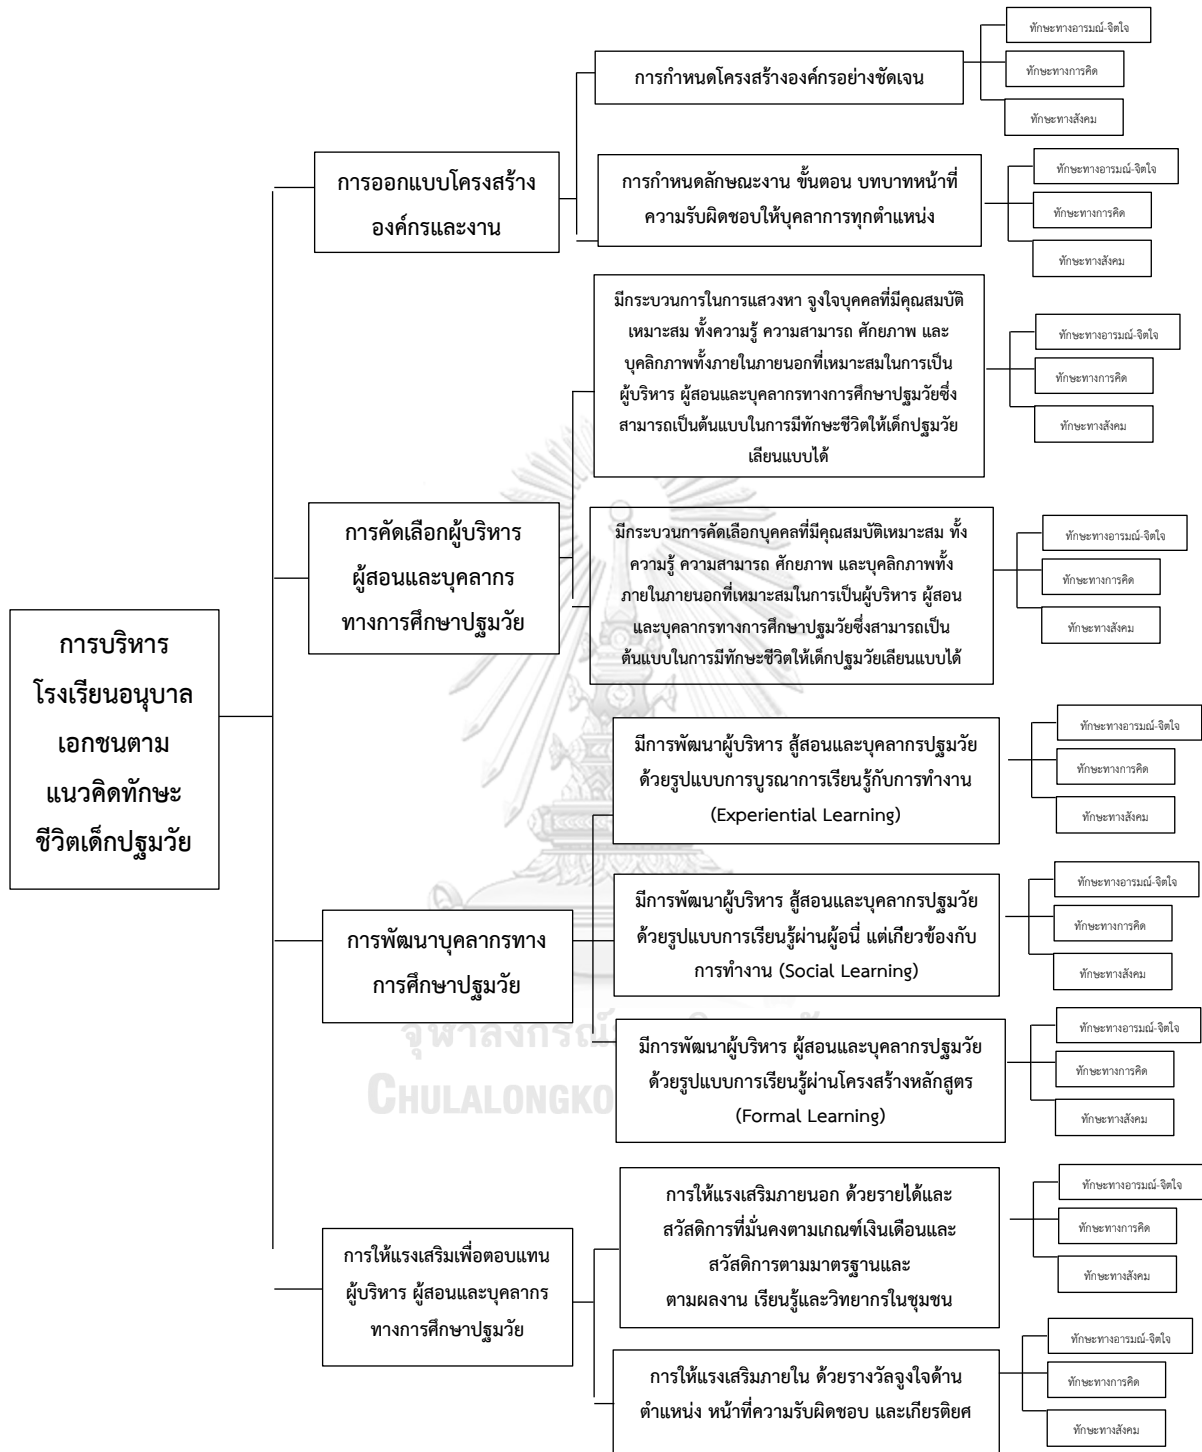 การบริหาร
โรงเรียนอนุบาล
เอกชนตาม
แนวคิดทักษะ
ชีวิตเด็กปฐมวัย
การออกแบบโครงสร้าง
องค์กรและงาน
การกำหนดโครงสร้างองค์กรอย่างชัดเจน
ทักษะทางอารมณ์-จิตใจ
ทักษะทางการคิด
ทักษะทางสังคม
การกำหนดลักษณะงาน ขั้นตอน บทบาทหน้าที่
ความรับผิดชอบให้บุคลาการทุกตำแหน่ง
ทักษะทางอารมณ์-จิตใจ
ทักษะทางการคิด
ทักษะทางสังคม
การคัดเลือกผู้บริหาร
ผู้สอนและบุคลากร
ทางการศึกษาปฐมวัย
มีกระบวนการในการแสวงหา จูงใจบุคคลที่มีคุณสมบัติ
เหมาะสม ทั้งความรู้ ความสามารถ ศักยภาพ และ
บุคลิกภาพทั้งภายในภายนอกที่เหมาะสมในการเป็น
ผู้บริหาร ผู้สอนและบุคลากรทางการศึกษาปฐมวัยซึ่ง
สามารถเป็นต้นแบบในการมีทักษะชีวิตให้เด็กปฐมวัย
เลียนแบบได้
ทักษะทางอารมณ์-จิตใจ
ทักษะทางการคิด
ทักษะทางสังคม
มีกระบวนการคัดเลือกบุคคลที่มีคุณสมบัติเหมาะสม ทั้ง
ความรู้ ความสามารถ ศักยภาพ และบุคลิกภาพทั้ง
ภายในภายนอกที่เหมาะสมในการเป็นผู้บริหาร ผู้สอน
และบุคลากรทางการศึกษาปฐมวัยซึ่งสามารถเป็น
ต้นแบบในการมีทักษะชีวิตให้เด็กปฐมวัยเลียนแบบได้
ทักษะทางอารมณ์-จิตใจ
ทักษะทางการคิด
ทักษะทางสังคม
การพัฒนาบุคลากรทาง
การศึกษาปฐมวัย
มีการพัฒนาผู้บริหาร สู้สอนและบุคลากรปฐมวัย
ด้วยรูปแบบการบูรณาการเรียนรู้กับการทำงาน
(Experiential Learning)
ทักษะทางอารมณ์-จิตใจ
ทักษะทางการคิด
ทักษะทางสังคม
มีการพัฒนาผู้บริหาร สู้สอนและบุคลากรปฐมวัย
ด้วยรูปแบบการเรียนรู้ผ่านผู้อนี่ แต่เกียวข้องกับ
การทำงาน (Social Learning)
ทักษะทางอารมณ์-จิตใจ
ทักษะทางการคิด
ทักษะทางสังคม
มีการพัฒนาผู้บริหาร ผู้สอนและบุคลากรปฐมวัย
ด้วยรูปแบบการเรียนรู้ผ่านโครงสร้างหลักสูตร
(Formal Learning)
ทักษะทางอารมณ์-จิตใจ
ทักษะทางการคิด
ทักษะทางสังคม
การให้แรงเสริมเพื่อตอบแทน
ผู้บริหาร ผู้สอนและบุคลากร
ทางการศึกษาปฐมวัย
การให้แรงเสริมภายนอก ด้วยรายได้และ
สวัสดิการที่มั่นคงตามเกณฑ์เงินเดือนและ
สวัสดิการตามมาตรฐานและ
ตามผลงาน เรียนรู้และวิทยากรในชุมชน
ทักษะทางอารมณ์-จิตใจ
ทักษะทางการคิด
ทักษะทางสังคม
การให้แรงเสริมภายใน ด้วยรางวัลจูงใจด้าน
ตำแหน่ง หน้าที่ความรับผิดชอบ และเกียรติยศ
ทักษะทางอารมณ์-จิตใจ
ทักษะทางการคิด
ทักษะทางสังคม
จุฬาลงกรณ์
CHULALONGKO